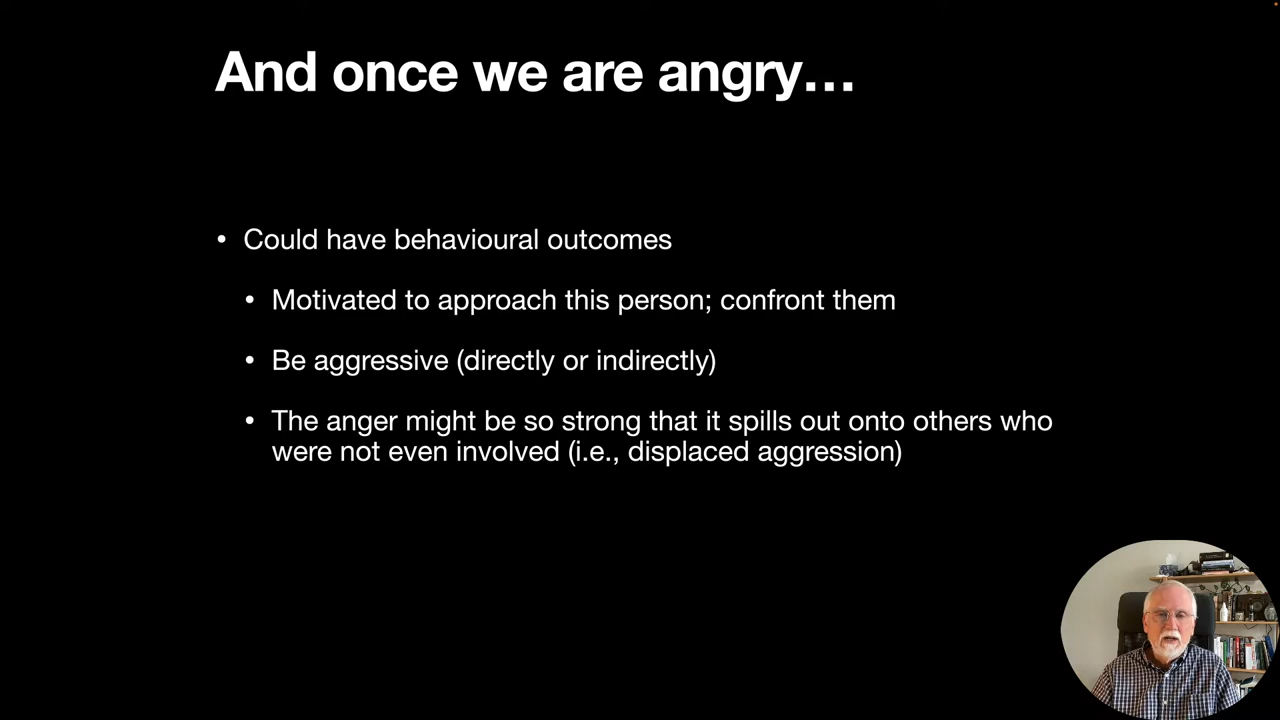 And once we are angry…
• Could have behavioural outcomes
• Motivated to approach this person; confront them
• Be aggressive (directly or indirectly)
• The anger might be so strong that it spills out onto others who
were not even involved (i.e., displaced aggression)